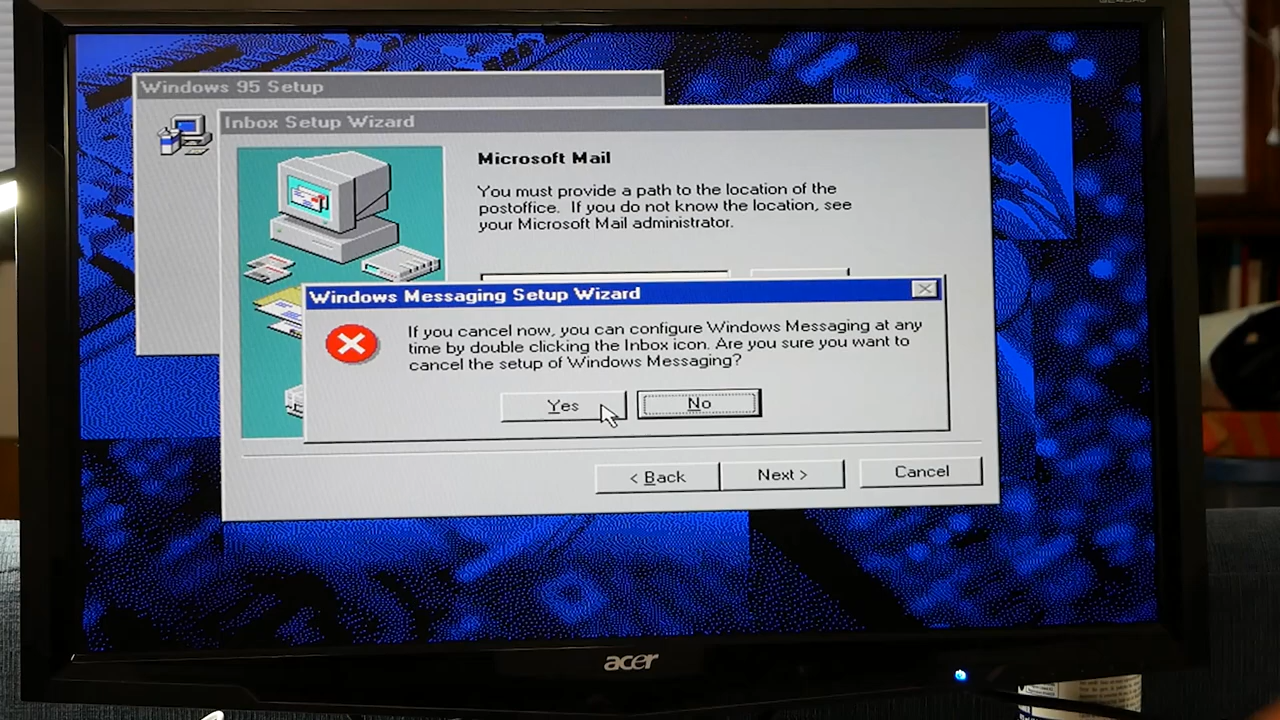 Windows 95 Setup
Inbox Setup Wizard
Microsoft Mail
You must provide a path to the location of the
postoffice. If you do not know the location, see
your Microsoft Mail administrator.
Windows Messaging Setup Wizard
If you cancel now, you can configure Windows Messaging at any
time by double clicking the Inbox icon. Are you sure you want to
cancel the setup of Windows Messaging?
Yes
No
< Back
Next >
Cancel
acer